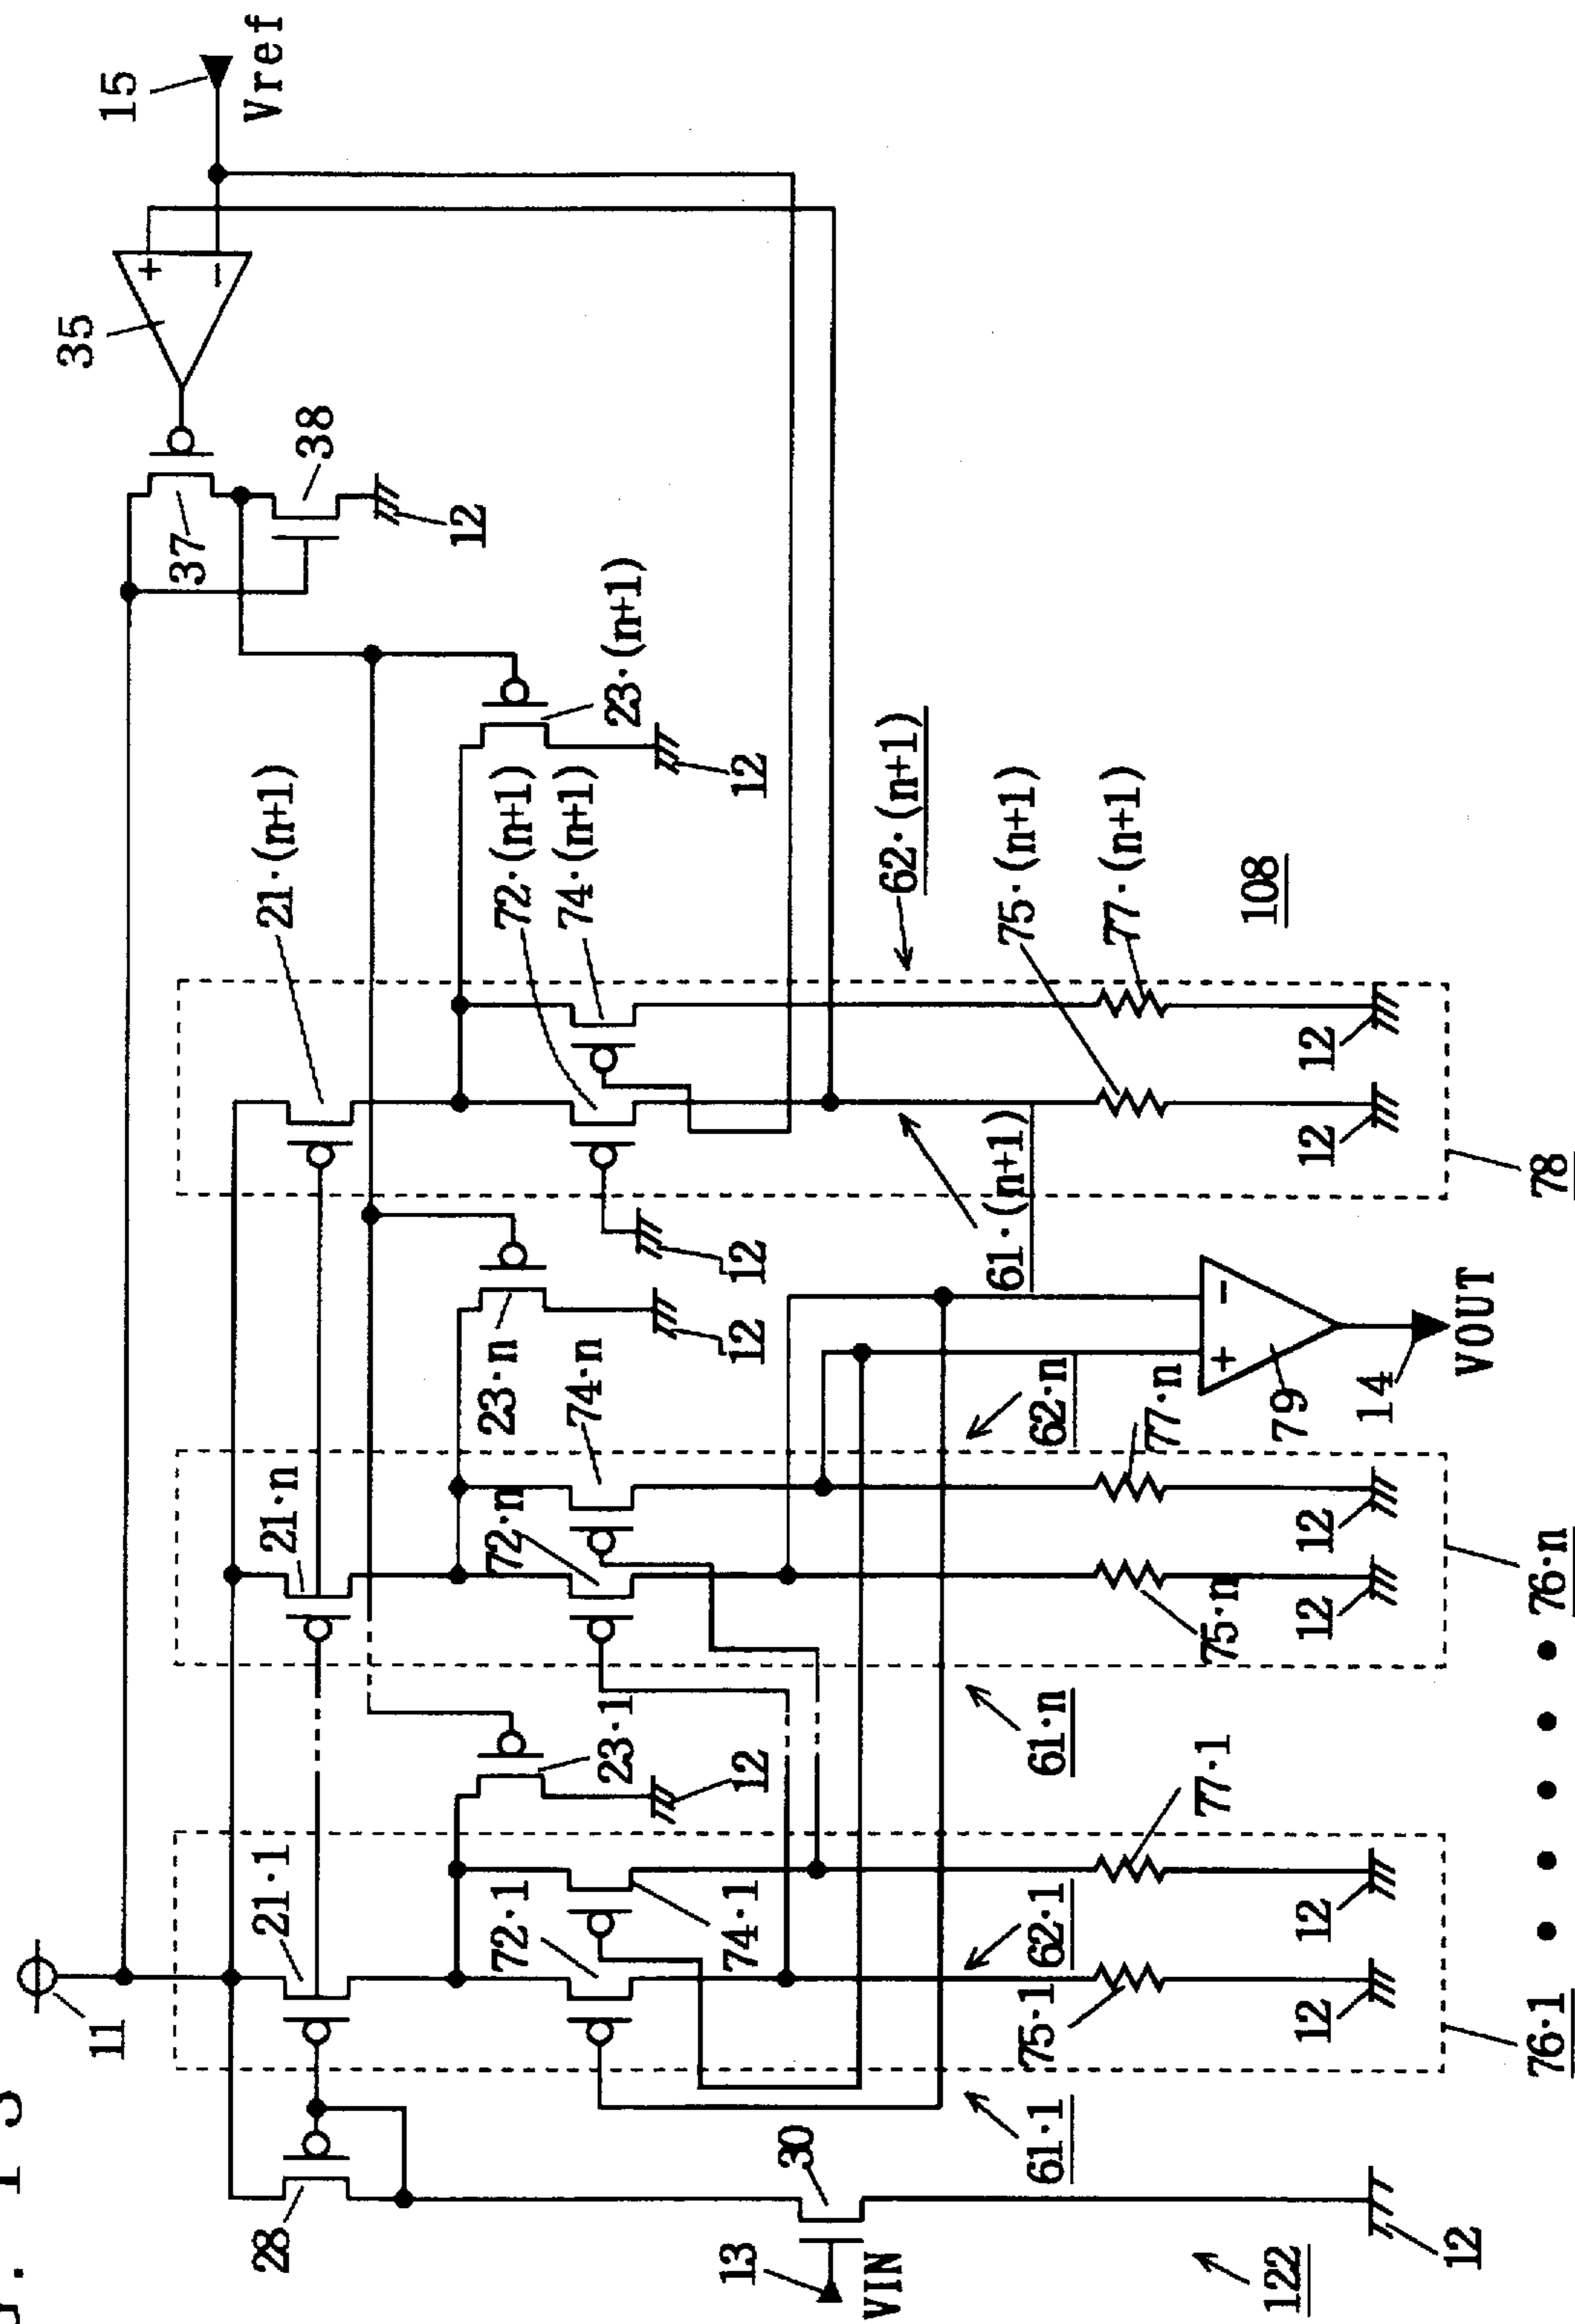 15
Vref
35
37
38
12
23·(n+1)
12
21·(n+1)
72·(n+1)
74·(n+1)
62·(n+1)
75·(n+1)
77·(n+1)
108
12
12
78
61·(n+1)
12
12
23·n
74·n
72·n
21·n
62·n
77·n
79
14
VOUT
+
-
+
-
12
12
75·n
76·n
61·n
23·1
12
77·1
21·1
72·1
74·1
62·1
75·1
12
12
76·1
11
61·1
28
30
13
VIN
122
12